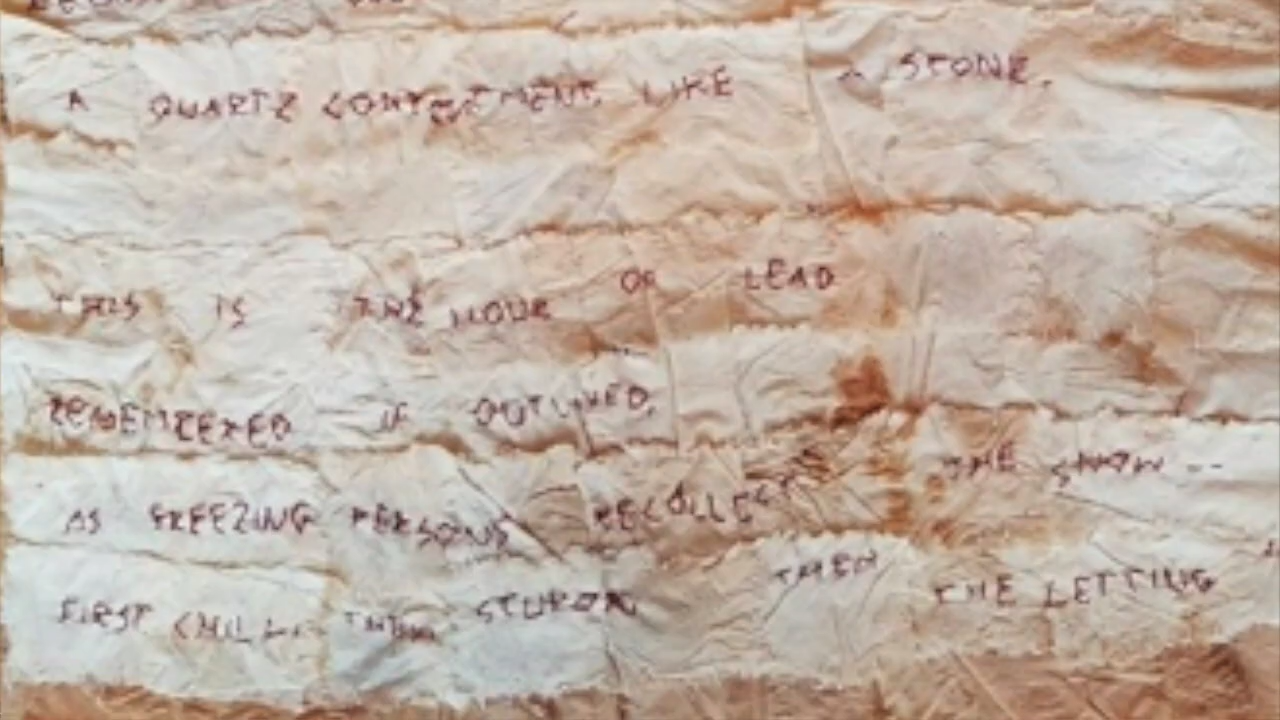 A QUARTZ CONTENTMENT, LIKE A STONE.
THIS IS THE HOUR OF LEAD
REMEMBERED IF OUTLIVED,
AS FREEZING PERSONS RECOLLECT THE SNOW --
FIRST CHILL, THEN STUPOR THEN THE LETTING